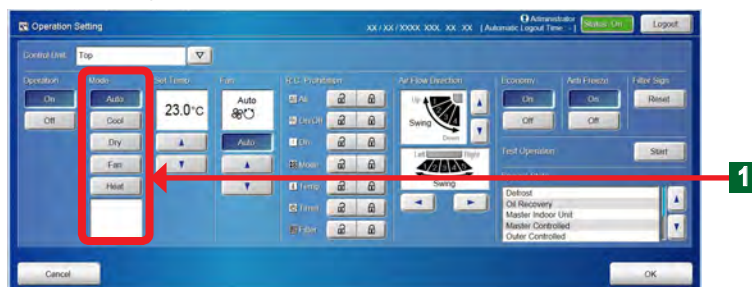 Operation Setting
XX / XX / XXXX XXX, XX : XX [Automatic Logout Time : - ]
Administrator
Status: On
Logout
Control Unit: Top
Operation
On
Off
Mode
Auto
Cool
Dry
Fan
Heat
Set Temp.
23.0°C
Fan
Auto
Auto
R.C. Prohibition
All
On/Off
On
Mode
Temp
Timer
Filter
Air Flow Direction
Up
Swing
Down
Left
Right
Swing
Economy
On
Off
Anti Freeze
On
Off
Filter Sign
Reset
Test Operation
Start
Defrost
Oil Recovery
Master Indoor Unit
Master Controlled
Outer Controlled
Cancel
OK
1